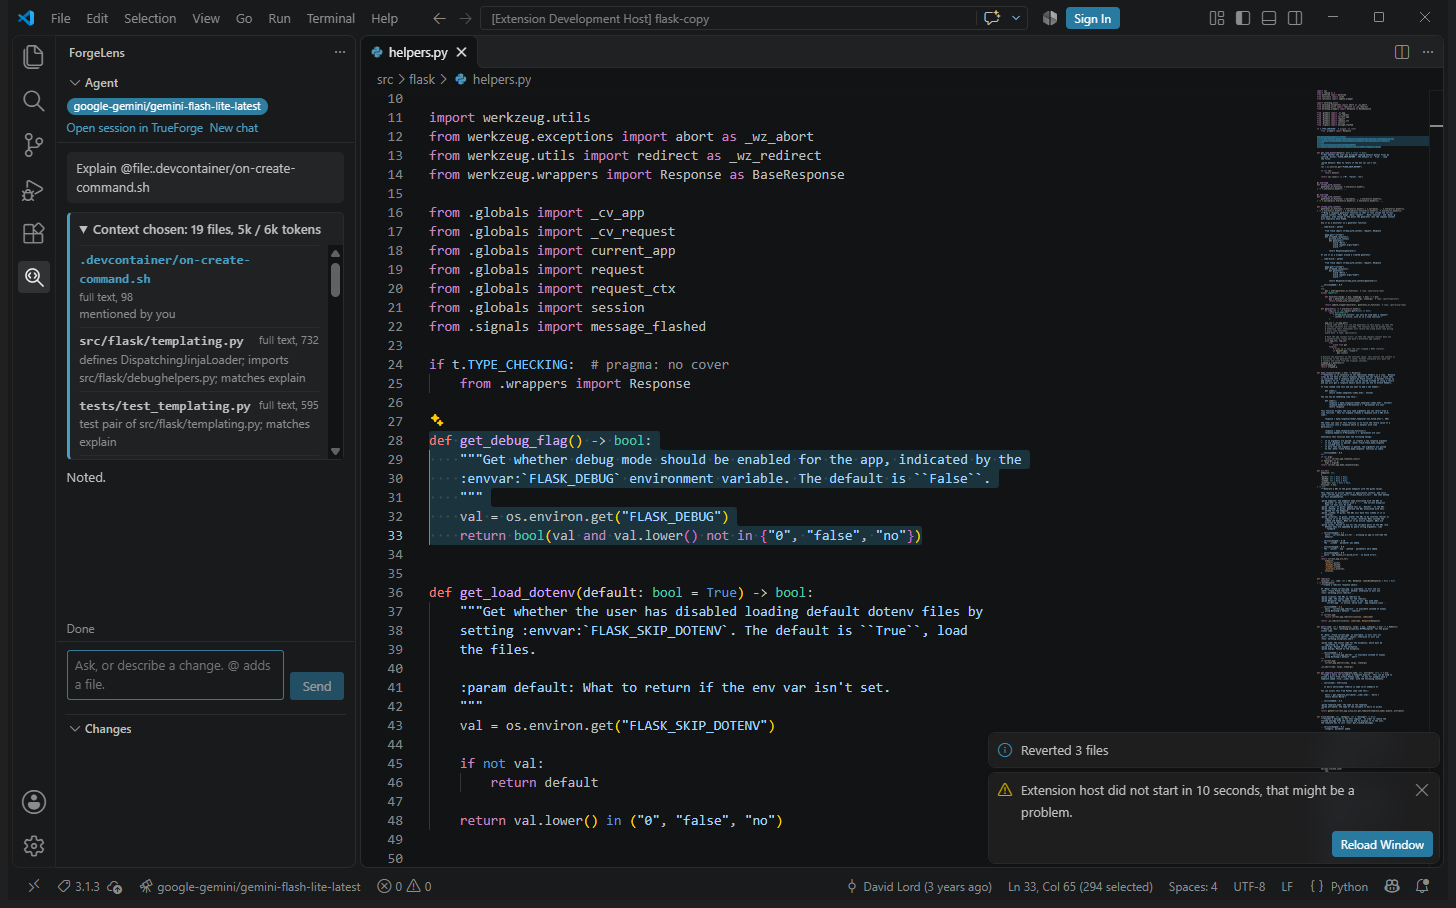 File Edit Selection View Go Run Terminal Help
[Extension Development Host] flask-copy
Sign In
ForgeLens
Agent
google-gemini/gemini-flash-lite-latest
Open session in TrueForge New chat
Explain @file:.devcontainer/on-create-
command.sh
Context chosen: 19 files, 5k / 6k tokens
.devcontainer/on-create-
command.sh
full text, 98
mentioned by you
src/flask/templating.py full text, 732
defines DispatchingJinjaLoader; imports
src/flask/debughelpers.py; matches explain
tests/test_templating.py full text, 595
test pair of src/flask/templating.py; matches
explain
Noted.
Done
Ask, or describe a change. @ adds
a file.
Send
Changes
helpers.py
src > flask > helpers.py
10
11 import werkzeug.utils
12 from werkzeug.exceptions import abort as _wz_abort
13 from werkzeug.utils import redirect as _wz_redirect
14 from werkzeug.wrappers import Response as BaseResponse
15
16 from .globals import _cv_app
17 from .globals import _cv_request
18 from .globals import current_app
19 from .globals import request
20 from .globals import request_ctx
21 from .globals import session
22 from .signals import message_flashed
23
24 if t.TYPE_CHECKING:  # pragma: no cover
25     from .wrappers import Response
26
27
28 def get_debug_flag() -> bool:
29     """Get whether debug mode should be enabled for the app, indicated by the
30     :envvar:`FLASK_DEBUG` environment variable. The default is ``False``.
31     """
32     val = os.environ.get("FLASK_DEBUG")
33     return bool(val and val.lower() not in {"0", "false", "no"})
34
35
36 def get_load_dotenv(default: bool = True) -> bool:
37     """Get whether the user has disabled loading default dotenv files by
38     setting :envvar:`FLASK_SKIP_DOTENV`. The default is ``True``, load
39     the files.
40
41     :param default: What to return if the env var isn't set.
42     """
43     val = os.environ.get("FLASK_SKIP_DOTENV")
44
45     if not val:
46         return default
47
48     return val.lower() in ("0", "false", "no")
49
50
Reverted 3 files
Extension host did not start in 10 seconds, that might be a
problem.
Reload Window
3.1.3 google-gemini/gemini-flash-lite-latest 0 0 David Lord (3 years ago) Ln 33, Col 65 (294 selected) Spaces: 4 UTF-8 LF { } Python